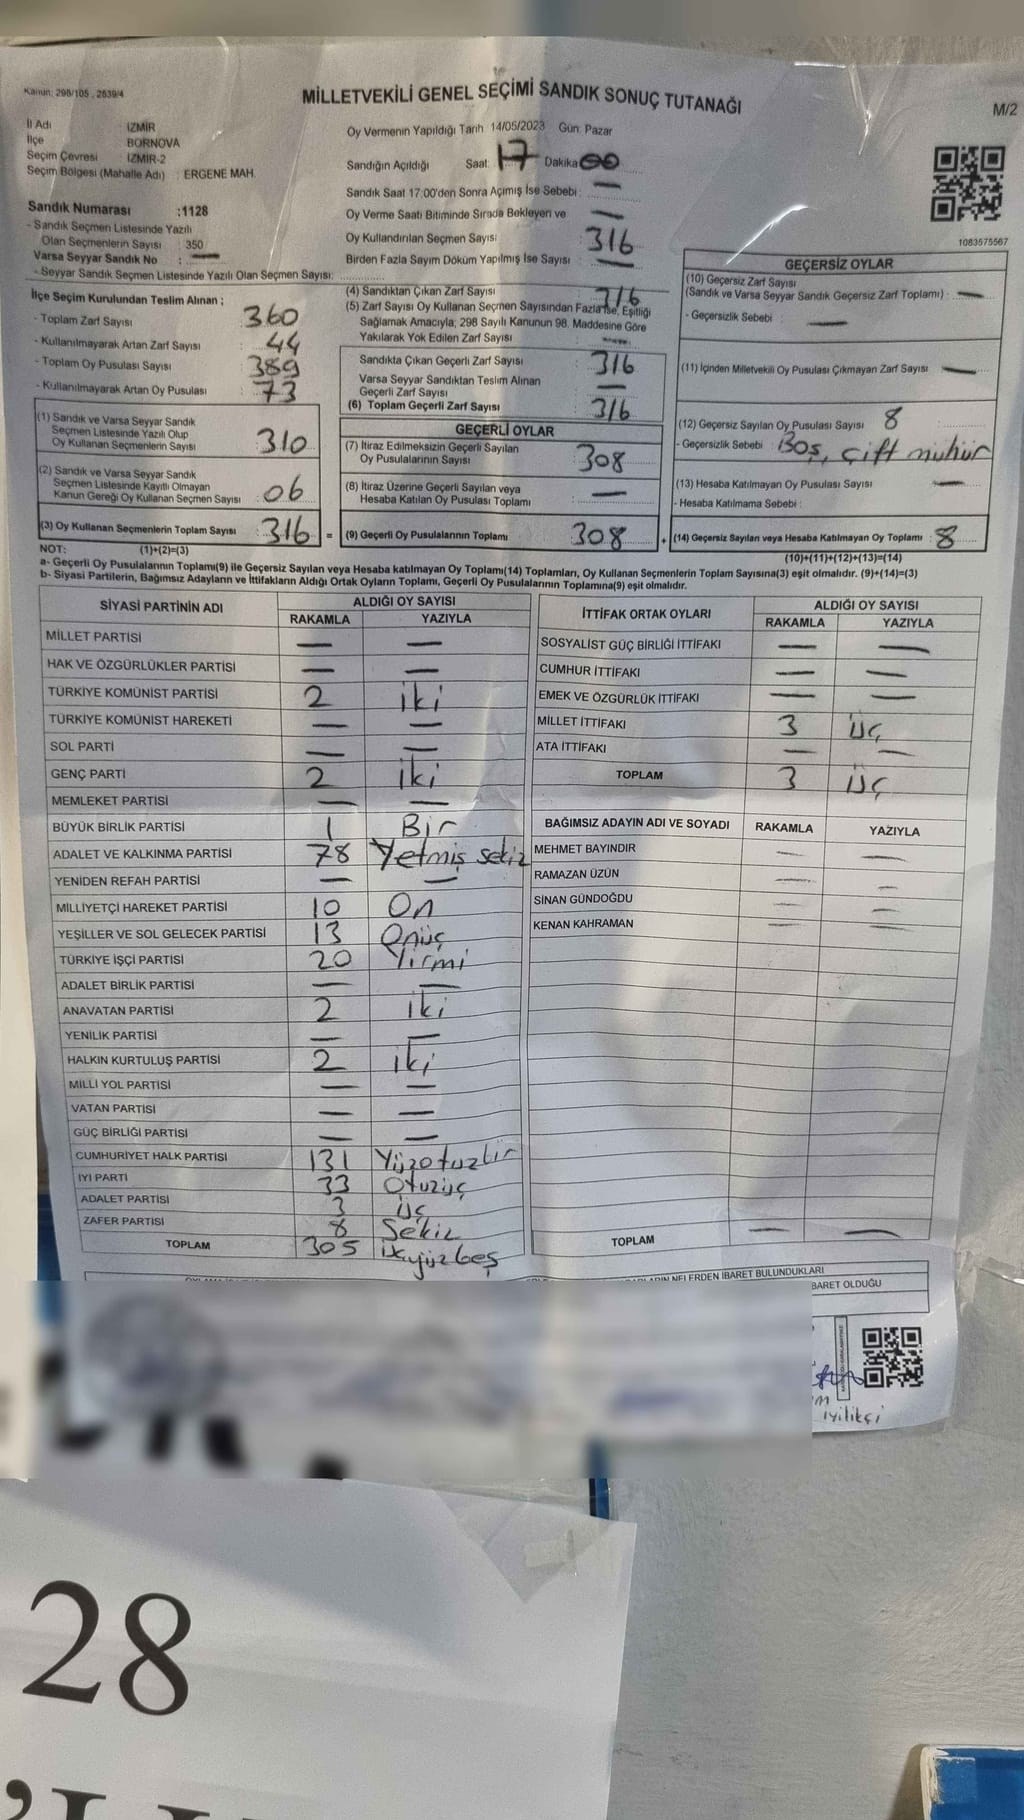 Kanun: 298/105 , 2839/4
MİLLETVEKİLİ GENEL SEÇİMİ SANDIK SONUÇ TUTANAĞI
M/2
İl Adı İZMİR
İlçe BORNOVA
Seçim Çevresi İZMİR-2
Seçim Bölgesi (Mahalle Adı) : ERGENE MAH.
Sandık Numarası :1128
- Sandık Seçmen Listesinde Yazılı
Olan Seçmenlerin Sayısı : 350
Varsa Seyyar Sandık No : —
- Seyyar Sandık Seçmen Listesinde Yazılı Olan Seçmen Sayısı:
Oy Vermenin Yapıldığı Tarih 14/05/2023 Gün: Pazar
Sandığın Açıldığı Saat: 17 Dakika 00
Sandık Saat 17:00'den Sonra Açımış İse Sebebi : —
Oy Verme Saati Bitiminde Sırada Bekleyen ve —
Oy Kullandırılan Seçmen Sayısı : 316
Birden Fazla Sayım Döküm Yapılmış İse Sayısı —
1083575567
İlçe Seçim Kurulundan Teslim Alınan ;
- Toplam Zarf Sayısı : 360
- Kullanılmayarak Artan Zarf Sayısı : 44
- Toplam Oy Pusulası Sayısı : 389
- Kullanılmayarak Artan Oy Pusulası : 73
(1) Sandık ve Varsa Seyyar Sandık
Seçmen Listesinde Yazılı Olup
Oy Kullanan Seçmenlerin Sayısı : 310
(2) Sandık ve Varsa Seyyar Sandık
Seçmen Listesinde Kayıtlı Olmayan
Kanun Gereği Oy Kullanan Seçmen Sayısı : 06
(3) Oy Kullanan Seçmenlerin Toplam Sayısı : 316 =
(4) Sandıktan Çıkan Zarf Sayısı : 316
(5) Zarf Sayısı Oy Kullanan Seçmen Sayısından Fazla İse, Eşitliği
Sağlamak Amacıyla; 298 Sayılı Kanunun 98. Maddesine Göre
Yakılarak Yok Edilen Zarf Sayısı : —
Sandıkta Çıkan Geçerli Zarf Sayısı : 316
Varsa Seyyar Sandıktan Teslim Alınan
Geçerli Zarf Sayısı : —
(6) Toplam Geçerli Zarf Sayısı : 316
GEÇERLİ OYLAR
(7) İtiraz Edilmeksizin Geçerli Sayılan
Oy Pusulalarının Sayısı : 308
(8) İtiraz Üzerine Geçerli Sayılan veya
Hesaba Katılan Oy Pusulası Toplamı : —
(9) Geçerli Oy Pusulalarının Toplamı : 308 +
GEÇERSİZ OYLAR
(10) Geçersiz Zarf Sayısı
(Sandık ve Varsa Seyyar Sandık Geçersiz Zarf Toplamı) : —
- Geçersizlik Sebebi : —
(11) İçinden Milletvekili Oy Pusulası Çıkmayan Zarf Sayısı : —
(12) Geçersiz Sayılan Oy Pusulası Sayısı 8
- Geçersizlik Sebebi : Boş, çift mühür
(13) Hesaba Katılmayan Oy Pusulası Sayısı : —
- Hesaba Katılmama Sebebi :
(14) Geçersiz Sayılan veya Hesaba Katılmayan Oy Toplamı : 8
NOT: (1)+(2)=(3)
(10)+(11)+(12)+(13)=(14)
a- Geçerli Oy Pusulalarının Toplamı(9) ile Geçersiz Sayılan veya Hesaba katılmayan Oy Toplamı(14) Toplamları, Oy Kullanan Seçmenlerin Toplam Sayısına(3) eşit olmalıdır. (9)+(14)=(3)
b- Siyasi Partilerin, Bağımsız Adayların ve İttifakların Aldığı Ortak Oyların Toplamı, Geçerli Oy Pusulalarının Toplamına(9) eşit olmalıdır.
SİYASİ PARTİNİN ADI ALDIĞI OY SAYISI
RAKAMLA YAZIYLA
MİLLET PARTİSİ — —
HAK VE ÖZGÜRLÜKLER PARTİSİ — —
TÜRKİYE KOMÜNİST PARTİSİ 2 iki
TÜRKİYE KOMÜNİST HAREKETİ — —
SOL PARTİ — —
GENÇ PARTİ 2 iki
MEMLEKET PARTİSİ — —
BÜYÜK BİRLİK PARTİSİ 1 Bir
ADALET VE KALKINMA PARTİSİ 78 Yetmiş sekiz
YENİDEN REFAH PARTİSİ — —
MİLLİYETÇİ HAREKET PARTİSİ 10 On
YEŞİLLER VE SOL GELECEK PARTİSİ 13 Onüç
TÜRKİYE İŞÇİ PARTİSİ 20 Yirmi
ADALET BİRLİK PARTİSİ — —
ANAVATAN PARTİSİ 2 iki
YENİLİK PARTİSİ — —
HALKIN KURTULUŞ PARTİSİ 2 iki
MİLLİ YOL PARTİSİ — —
VATAN PARTİSİ — —
GÜÇ BİRLİĞİ PARTİSİ — —
CUMHURİYET HALK PARTİSİ 131 Yüzotuzbir
İYİ PARTİ 33 Otuzüç
ADALET PARTİSİ 3 üç
ZAFER PARTİSİ 8 Sekiz
TOPLAM 305 ikiyüzbeş
İTTİFAK ORTAK OYLARI ALDIĞI OY SAYISI
RAKAMLA YAZIYLA
SOSYALİST GÜÇ BİRLİĞİ İTTİFAKI — —
CUMHUR İTTİFAKI — —
EMEK VE ÖZGÜRLÜK İTTİFAKI — —
MİLLET İTTİFAKI 3 üç
ATA İTTİFAKI — —
TOPLAM 3 üç
BAĞIMSIZ ADAYIN ADI VE SOYADI RAKAMLA YAZIYLA
MEHMET BAYINDIR — —
RAMAZAN ÜZÜN — —
SİNAN GÜNDOĞDU — —
KENAN KAHRAMAN — —
TOPLAM — —
NELERDEN İBARET BULUNDUKLARI
BARET OLDUĞU
iyilikçi
28